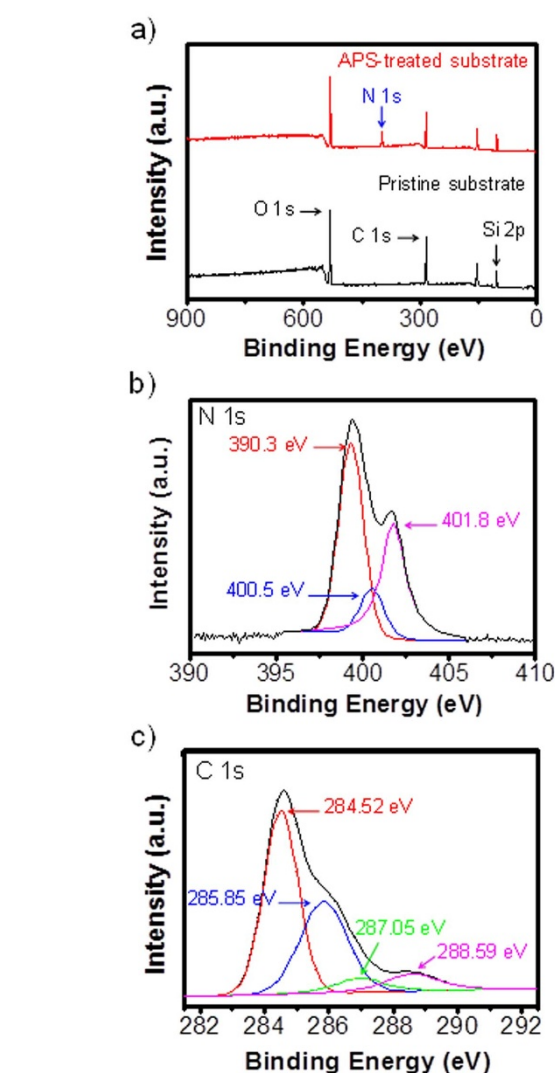 a)
APS-treated substrate
N 1s
Pristine substrate
O 1s
C 1s
Si 2p
Intensity (a.u.)
900 600 300 0
Binding Energy (eV)
b)
N 1s
390.3 eV
401.8 eV
400.5 eV
Intensity (a.u.)
390 395 400 405 410
Binding Energy (eV)
c)
C 1s
284.52 eV
285.85 eV
287.05 eV
288.59 eV
Intensity (a.u.)
282 284 286 288 290 292
Binding Energy (eV)